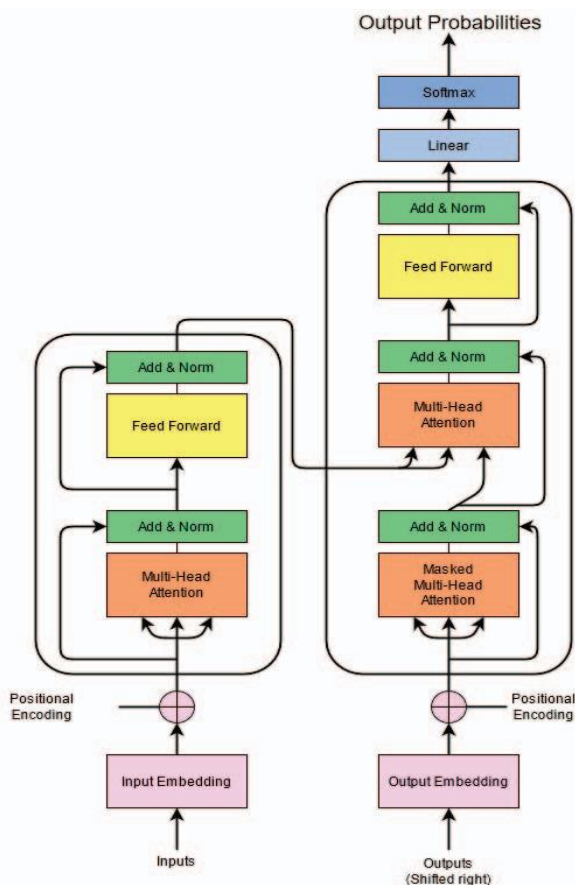 Output Probabilities
Softmax
Linear
Add & Norm
Feed Forward
Add & Norm
Multi-Head
Attention
Add & Norm
Masked
Multi-Head
Attention
Positional
Encoding
Output Embedding
Outputs
(Shifted right)
Add & Norm
Feed Forward
Add & Norm
Multi-Head
Attention
Positional
Encoding
Input Embedding
Inputs